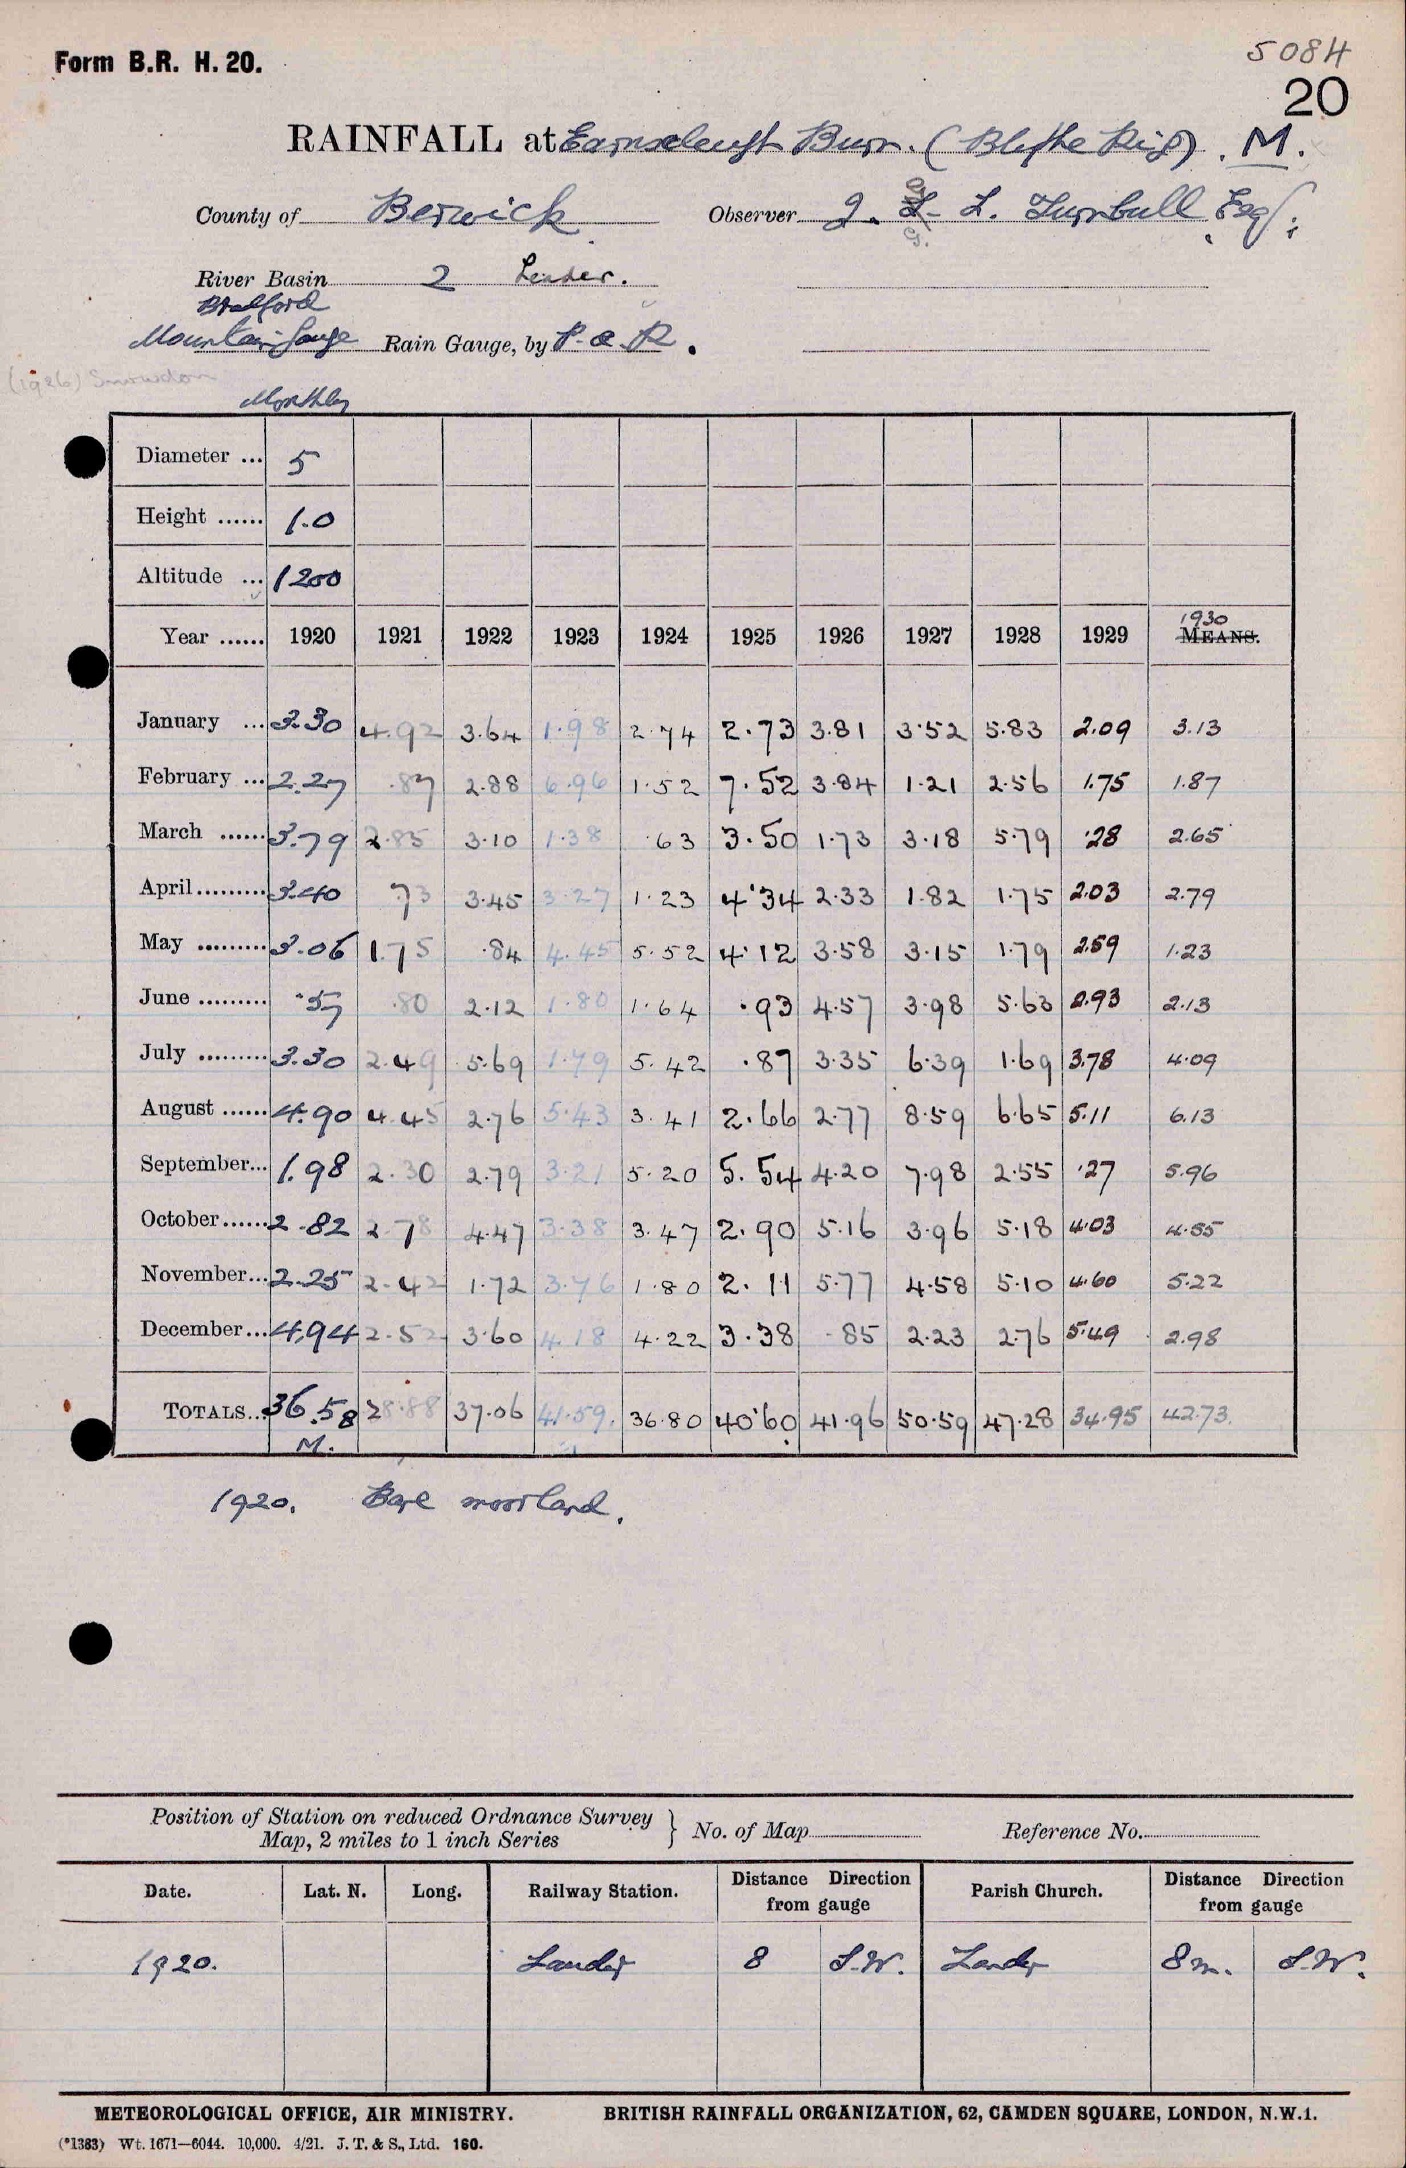 Form B.R. H. 20.
5084
20
RAINFALL at Earnscleugh Burn. (Blythe Rig). M.
County of Berwick Observer J. L. Turnbull Esq.
River Basin 2 Leader.
Bradford
Mountain Gauge Rain Gauge, by P. & R.
(1926) Snowdon
Monthly
Diameter ... 5
Height ...... 1.0
Altitude ... 1200
1930
Year ...... 1920 1921 1922 1923 1924 1925 1926 1927 1928 1929 MEANS.
January ... 3.30 4.92 3.64 1.98 2.74 2.73 3.81 3.52 5.83 2.09 3.13
February ... 2.27 .87 2.88 6.96 1.52 7.52 3.84 1.21 2.56 1.75 1.87
March ...... 3.79 2.85 3.10 1.38 .63 3.50 1.73 3.18 5.79 .28 2.65
April ......... 3.40 .73 3.45 3.27 1.23 4.34 2.33 1.82 1.75 2.03 2.79
May ......... 3.06 1.75 .84 4.45 5.52 4.12 3.58 3.15 1.79 2.59 1.23
June ......... .57 .80 2.12 1.80 1.64 .93 4.57 3.98 5.63 2.93 2.13
July ......... 3.30 2.49 5.69 1.79 5.42 .87 3.35 6.39 1.69 3.78 4.09
August ...... 4.90 4.45 2.76 5.43 3.41 2.66 2.77 8.59 6.65 5.11 6.13
September... 1.98 2.30 2.79 3.21 5.20 5.54 4.20 7.98 2.55 .27 5.96
October...... 2.82 2.78 4.47 3.38 3.47 2.90 5.16 3.96 5.18 4.03 4.55
November... 2.25 2.42 1.72 3.76 1.80 2.11 5.77 4.58 5.10 4.60 5.22
December... 4.94 2.52 3.60 4.18 4.22 3.38 .85 2.23 2.76 5.49 2.98
TOTALS... 36.58 28.88 37.06 41.59 36.80 40.60 41.96 50.59 47.28 34.95 42.73
M.
1920. Bare moorland.
Position of Station on reduced Ordnance Survey
Map, 2 miles to 1 inch Series } No. of Map Reference No.
Date. Lat. N. Long. Railway Station. Distance from gauge Direction Parish Church. Distance from gauge Direction
1920. Lauder 8 S.W. Lauder 8 m. S.W.
METEOROLOGICAL OFFICE, AIR MINISTRY. BRITISH RAINFALL ORGANIZATION, 62, CAMDEN SQUARE, LONDON, N.W.1.
(*1383) Wt. 1671—6044. 10,000. 4/21. J. T. & S., Ltd. 160.